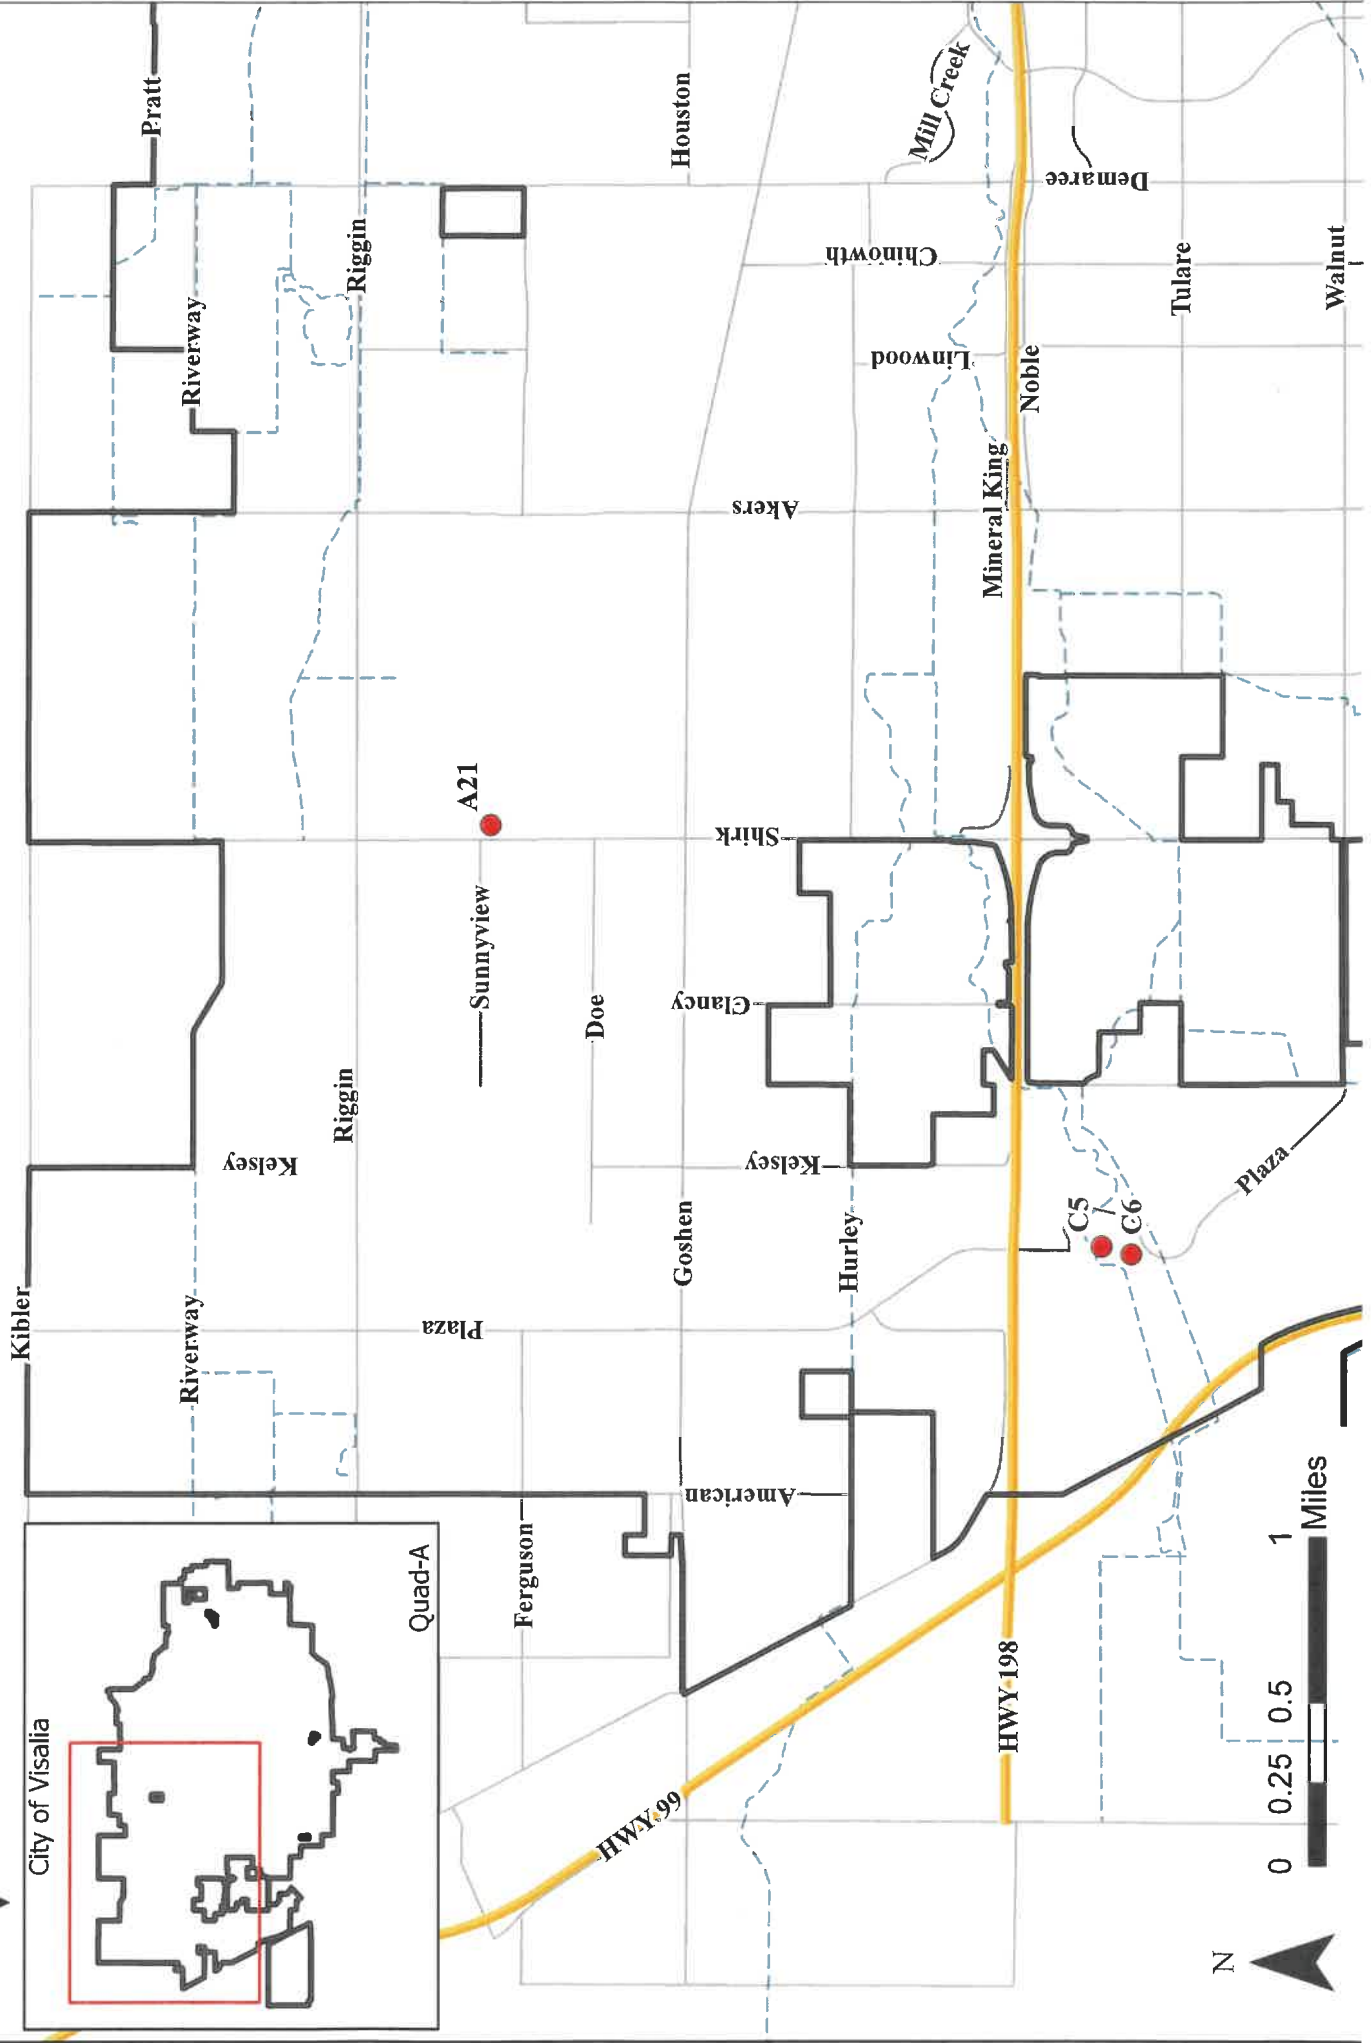 City of Visalia
Quad-A
Kibler
Pratt
Riverway
Riverway
Kelsey
Riggin
Riggin
Plaza
A21
Sunnyview
Ferguson
Doe
Houston
Goshen
American
Clancy
Shirk
Akers
Kelsey
Hurley
Linwood
Chinowth
Mill Creek
HWY 99
Mineral King
Noble
HWY 198
Demaree
C5
C6
Tulare
Plaza
Walnut
N
0 0.25 0.5 1
Miles